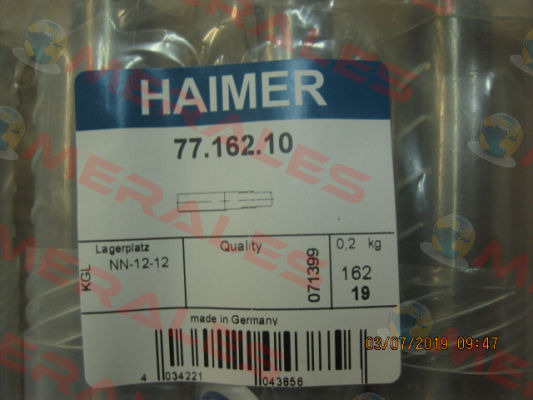 HAIMER
77.162.10
Lagerplatz
NN-12-12
KGL
Quality
071399
0,2 kg
162
19
made in Germany
4 034221 043856
03/07/2019 09:47
MERALES